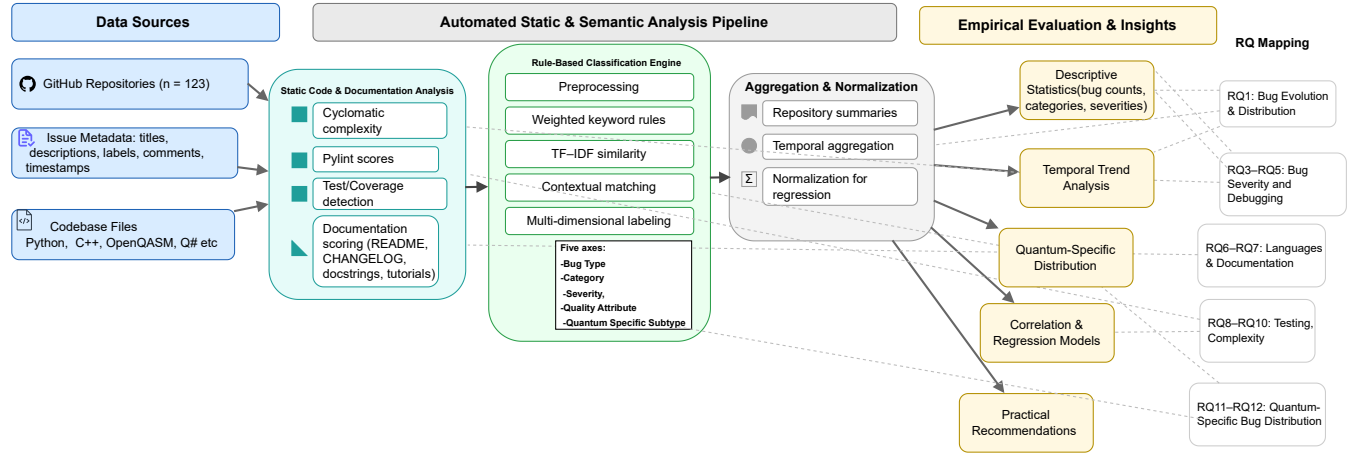 Data Sources
Automated Static & Semantic Analysis Pipeline
Empirical Evaluation & Insights
RQ Mapping
GitHub Repositories (n = 123)
Issue Metadata: titles,
descriptions, labels, comments,
timestamps
</>
Codebase Files
Python, C++, OpenQASM, Q# etc
Static Code & Documentation Analysis
Cyclomatic
complexity
Pylint scores
Test/Coverage
detection
Documentation
scoring (README,
CHANGELOG,
docstrings, tutorials)
Rule-Based Classification Engine
Preprocessing
Weighted keyword rules
TF–IDF similarity
Contextual matching
Multi-dimensional labeling
Five axes:
-Bug Type
-Category
-Severity,
-Quality Attribute
-Quantum Specific Subtype
Aggregation & Normalization
Repository summaries
Temporal aggregation
Σ
Normalization for
regression
Descriptive
Statistics(bug counts,
categories, severities)
Temporal Trend
Analysis
Quantum-Specific
Distribution
Correlation &
Regression Models
Practical
Recommendations
RQ1: Bug Evolution
& Distribution
RQ3–RQ5: Bug
Severity and
Debugging
RQ6–RQ7: Languages
& Documentation
RQ8–RQ10: Testing,
Complexity
RQ11–RQ12: Quantum-
Specific Bug Distribution